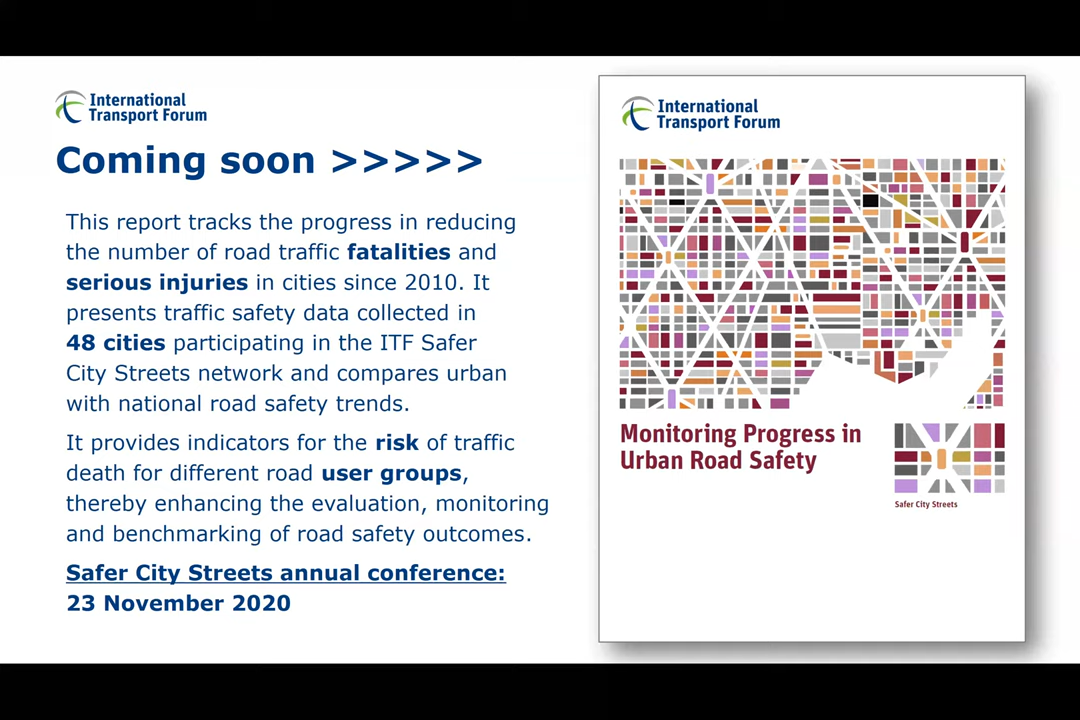 International
Transport Forum
Coming soon >>>>>
This report tracks the progress in reducing
the number of road traffic fatalities and
serious injuries in cities since 2010. It
presents traffic safety data collected in
48 cities participating in the ITF Safer
City Streets network and compares urban
with national road safety trends.
It provides indicators for the risk of traffic
death for different road user groups,
thereby enhancing the evaluation, monitoring
and benchmarking of road safety outcomes.
Safer City Streets annual conference:
23 November 2020
International
Transport Forum
Monitoring Progress in
Urban Road Safety
Safer City Streets